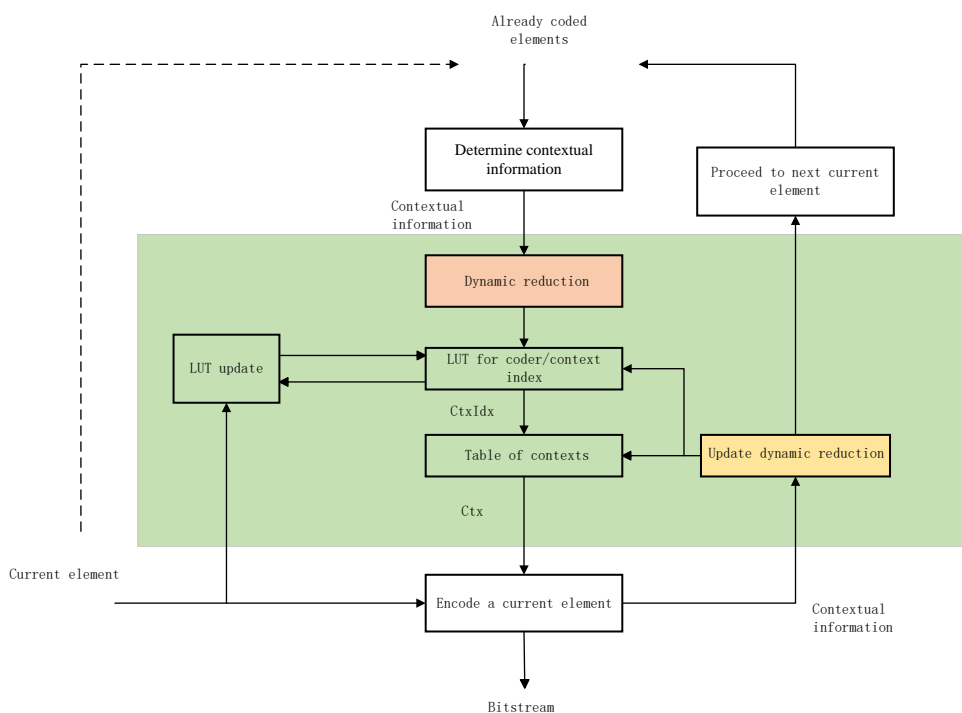 Already coded
elements
Determine contextual
information
Proceed to next current
element
Contextual
information
Dynamic reduction
LUT update
LUT for coder/context
index
CtxIdx
Table of contexts
Update dynamic reduction
Ctx
Current element
Encode a current element
Contextual
information
Bitstream